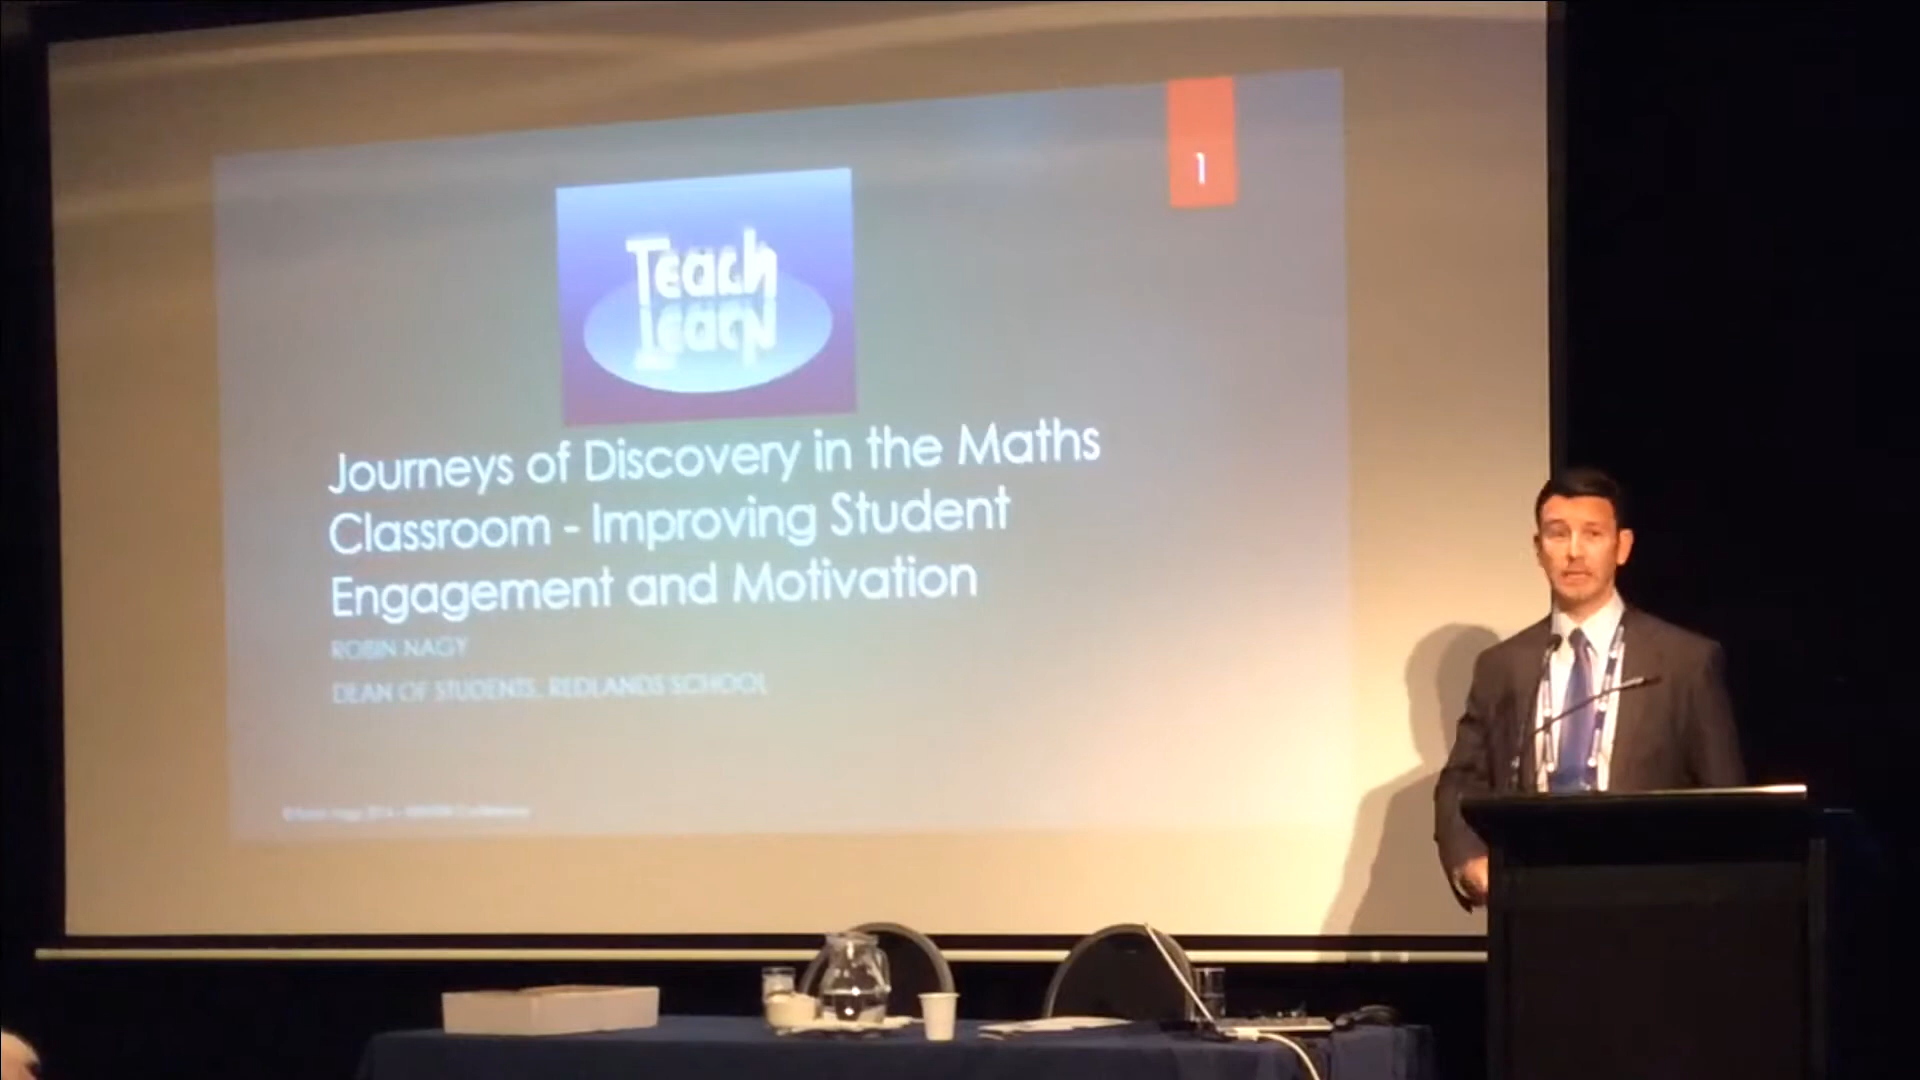 1
Teach
Learn
Journeys of Discovery in the Maths
Classroom - Improving Student
Engagement and Motivation
ROBIN NAGY
DEAN OF STUDENTS, REDLANDS SCHOOL